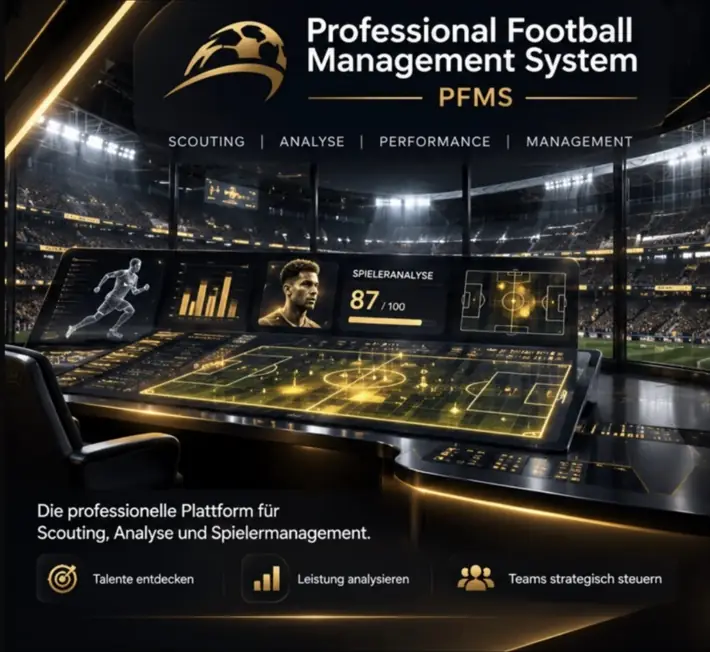 Professional Football
Management System
PFMS
SCOUTING | ANALYSE | PERFORMANCE | MANAGEMENT
SPIELERANALYSE
87 / 100
Die professionelle Plattform für
Scouting, Analyse und Spielermanagement.
Talente entdecken
Leistung analysieren
Teams strategisch steuern